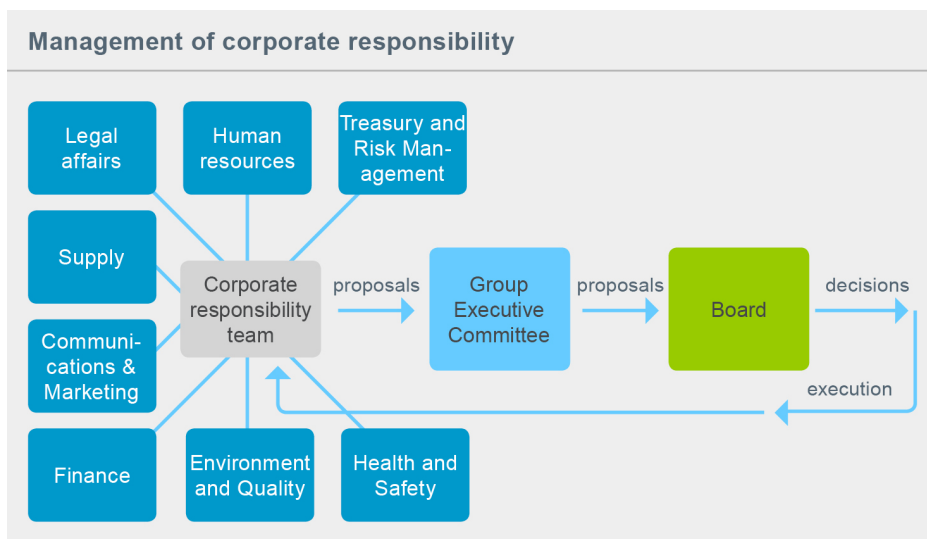 Management of corporate responsibility
Legal
affairs
Human
resources
Treasury and
Risk Man-
agement
Supply
Communi-
cations &
Marketing
Finance
Environment
and Quality
Health and
Safety
Corporate
responsibility
team
proposals
Group
Executive
Committee
proposals
Board
decisions
execution